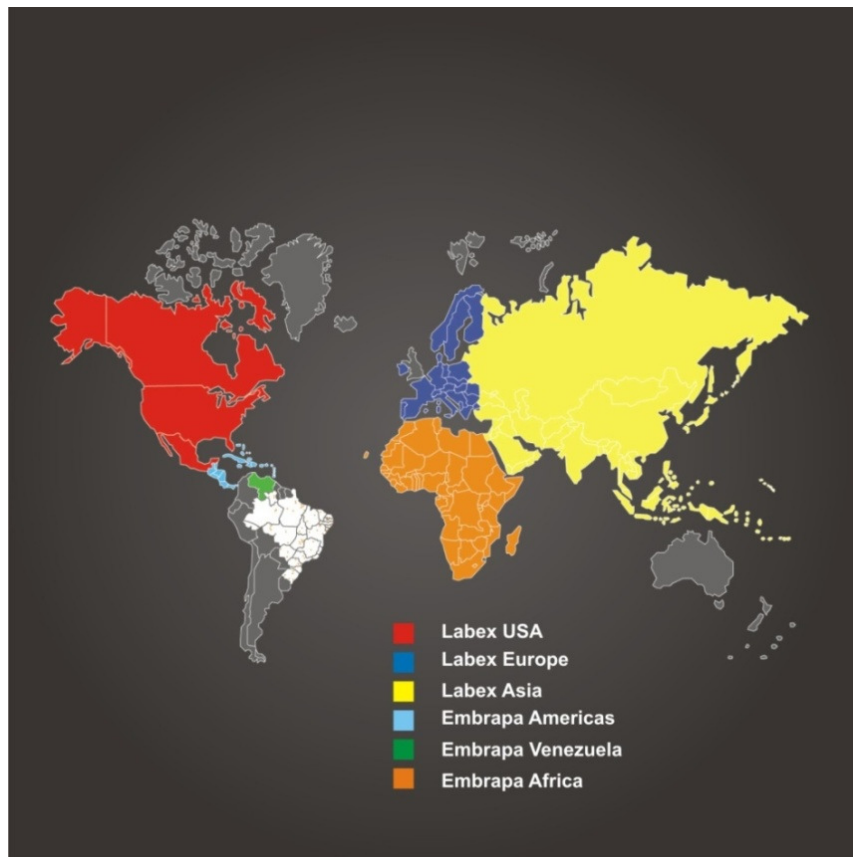 Labex USA
Labex Europe
Labex Asia
Embrapa Americas
Embrapa Venezuela
Embrapa Africa